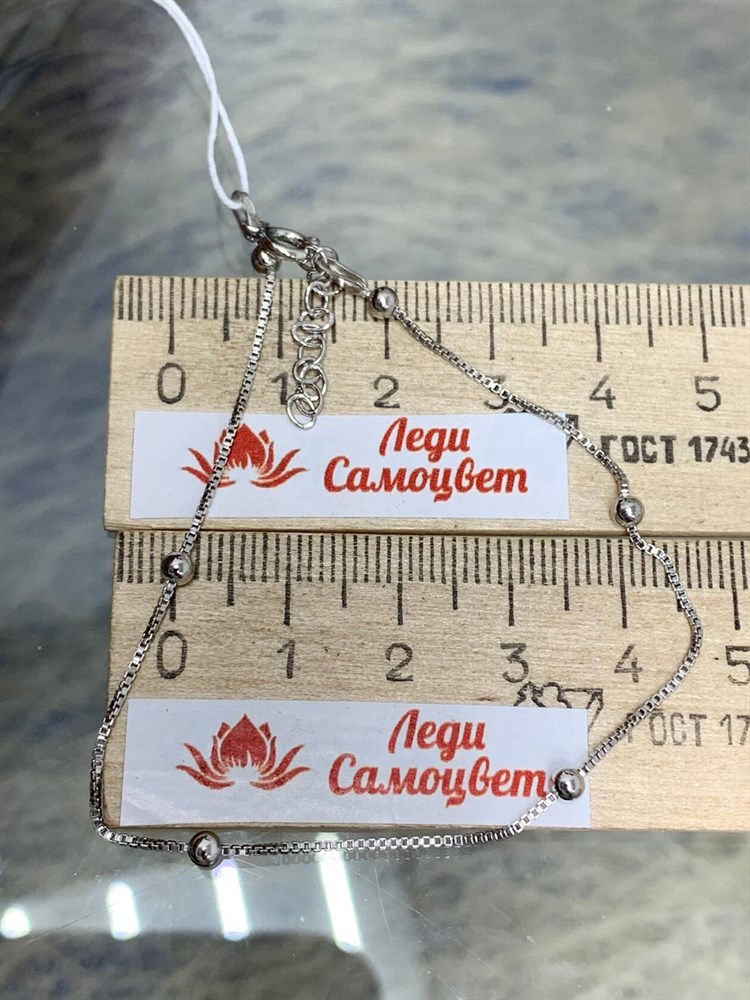 0 1 2 3 4 5
Леди
Самоцвет
ГОСТ 1743
0 1 2 3 4 5
Леди
Самоцвет
ГОСТ 17